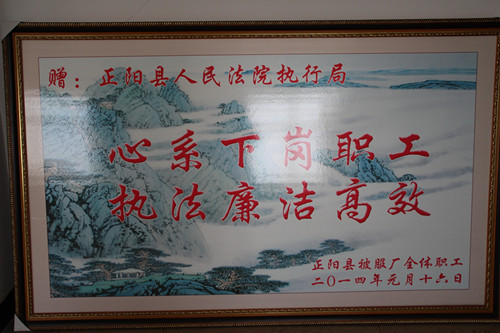 赠：正阳县人民法院执行局
心系下岗职工
执法廉洁高效
正阳县被服厂全体职工
二〇一四年元月十六日